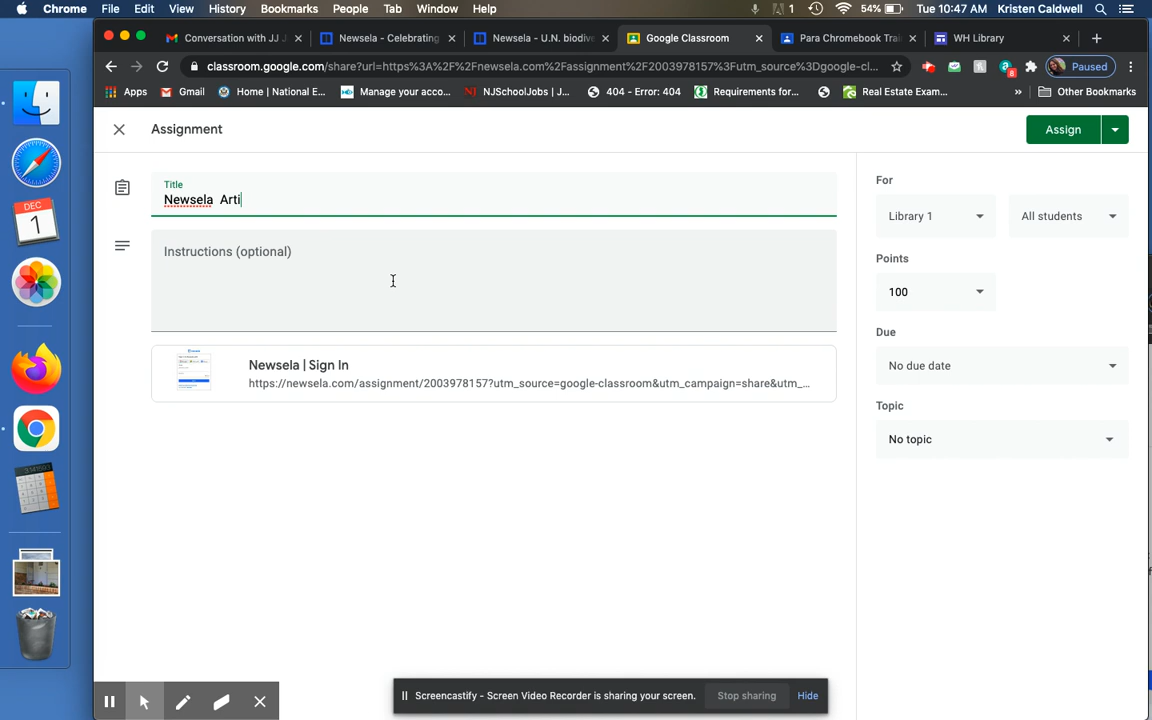 Chrome File Edit View History Bookmarks People Tab Window Help 1 54% Tue 10:47 AM Kristen Caldwell
Conversation with JJ J
Newsela - Celebrating
Newsela - U.N. biodive
Google Classroom
Para Chromebook Trai
WH Library
classroom.google.com/share?url=https%3A%2F%2Fnewsela.com%2Fassignment%2F2003978157%3Futm_source%3Dgoogle-cl...
8
Paused
Apps
Gmail
Home | National E...
Manage your acco...
NJSchoolJobs | J...
404 - Error: 404
Requirements for...
Real Estate Exam...
»
Other Bookmarks
Assignment
Assign
Title
Newsela Arti
Instructions (optional)
Newsela | Sign In
https://newsela.com/assignment/2003978157?utm_source=google-classroom&utm_campaign=share&utm_...
For
Library 1
All students
Points
100
Due
No due date
Topic
No topic
DEC
1
Screencastify - Screen Video Recorder is sharing your screen.
Stop sharing
Hide